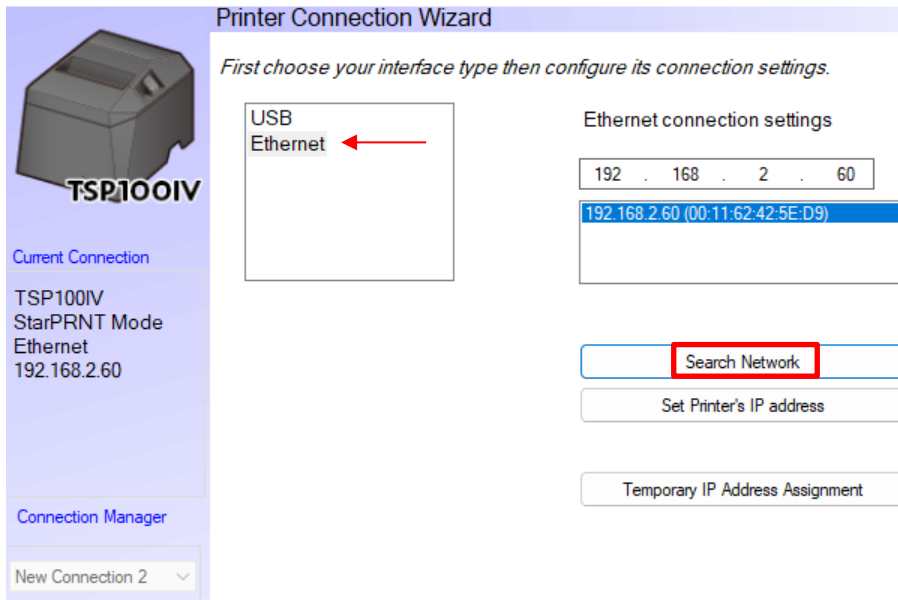 Printer Connection Wizard
First choose your interface type then configure its connection settings.
USB
Ethernet
Ethernet connection settings
192 . 168 . 2 . 60
192.168.2.60 (00:11:62:42:5E:D9)
Search Network
Set Printer's IP address
Temporary IP Address Assignment
TSP100IV
Current Connection
TSP100IV
StarPRNT Mode
Ethernet
192.168.2.60
Connection Manager
New Connection 2